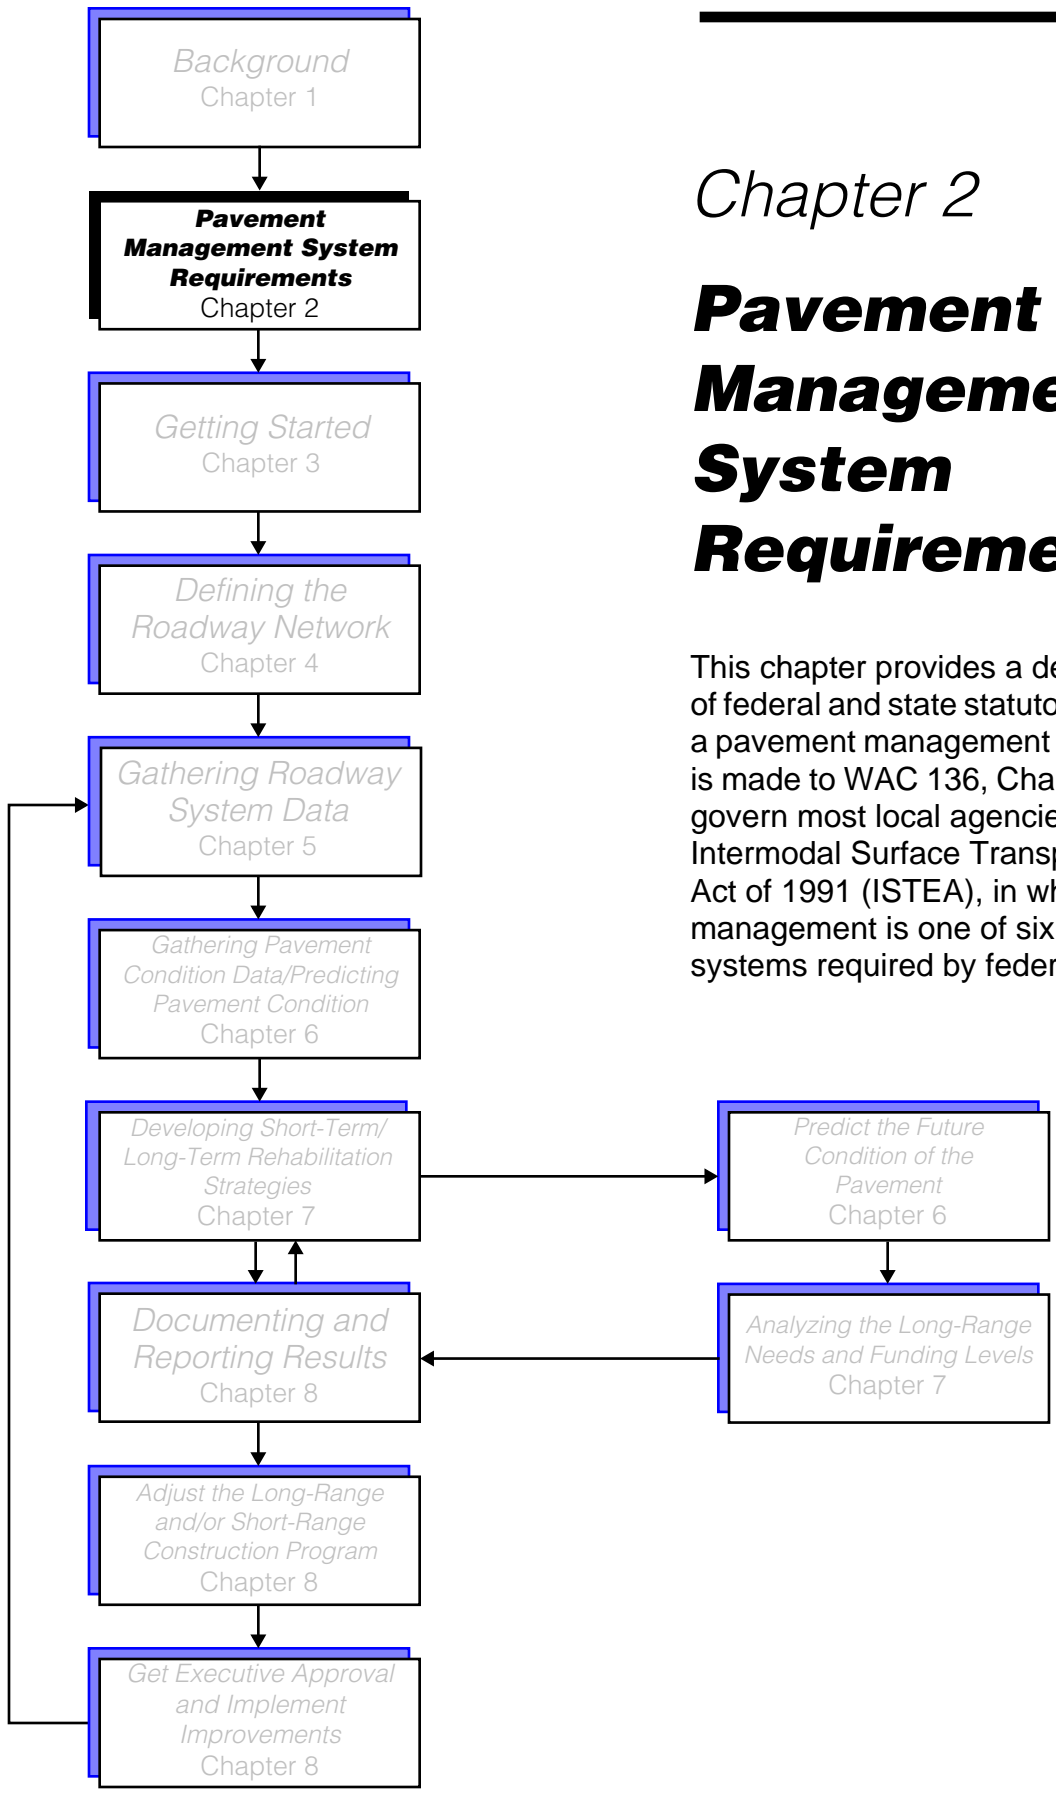 Background
Chapter 1
Pavement
Management System
Requirements
Chapter 2
Getting Started
Chapter 3
Defining the
Roadway Network
Chapter 4
Gathering Roadway
System Data
Chapter 5
Gathering Pavement
Condition Data/Predicting
Pavement Condition
Chapter 6
Developing Short-Term/
Long-Term Rehabilitation
Strategies
Chapter 7
Documenting and
Reporting Results
Chapter 8
Adjust the Long-Range
and/or Short-Range
Construction Program
Chapter 8
Get Executive Approval
and Implement
Improvements
Chapter 8
Chapter 2
Pavement
Manageme
System
Requireme
This chapter provides a de
of federal and state statuto
a pavement management
is made to WAC 136, Cha
govern most local agencie
Intermodal Surface Transp
Act of 1991 (ISTEA), in wh
management is one of six
systems required by feder
Predict the Future
Condition of the
Pavement
Chapter 6
Analyzing the Long-Range
Needs and Funding Levels
Chapter 7